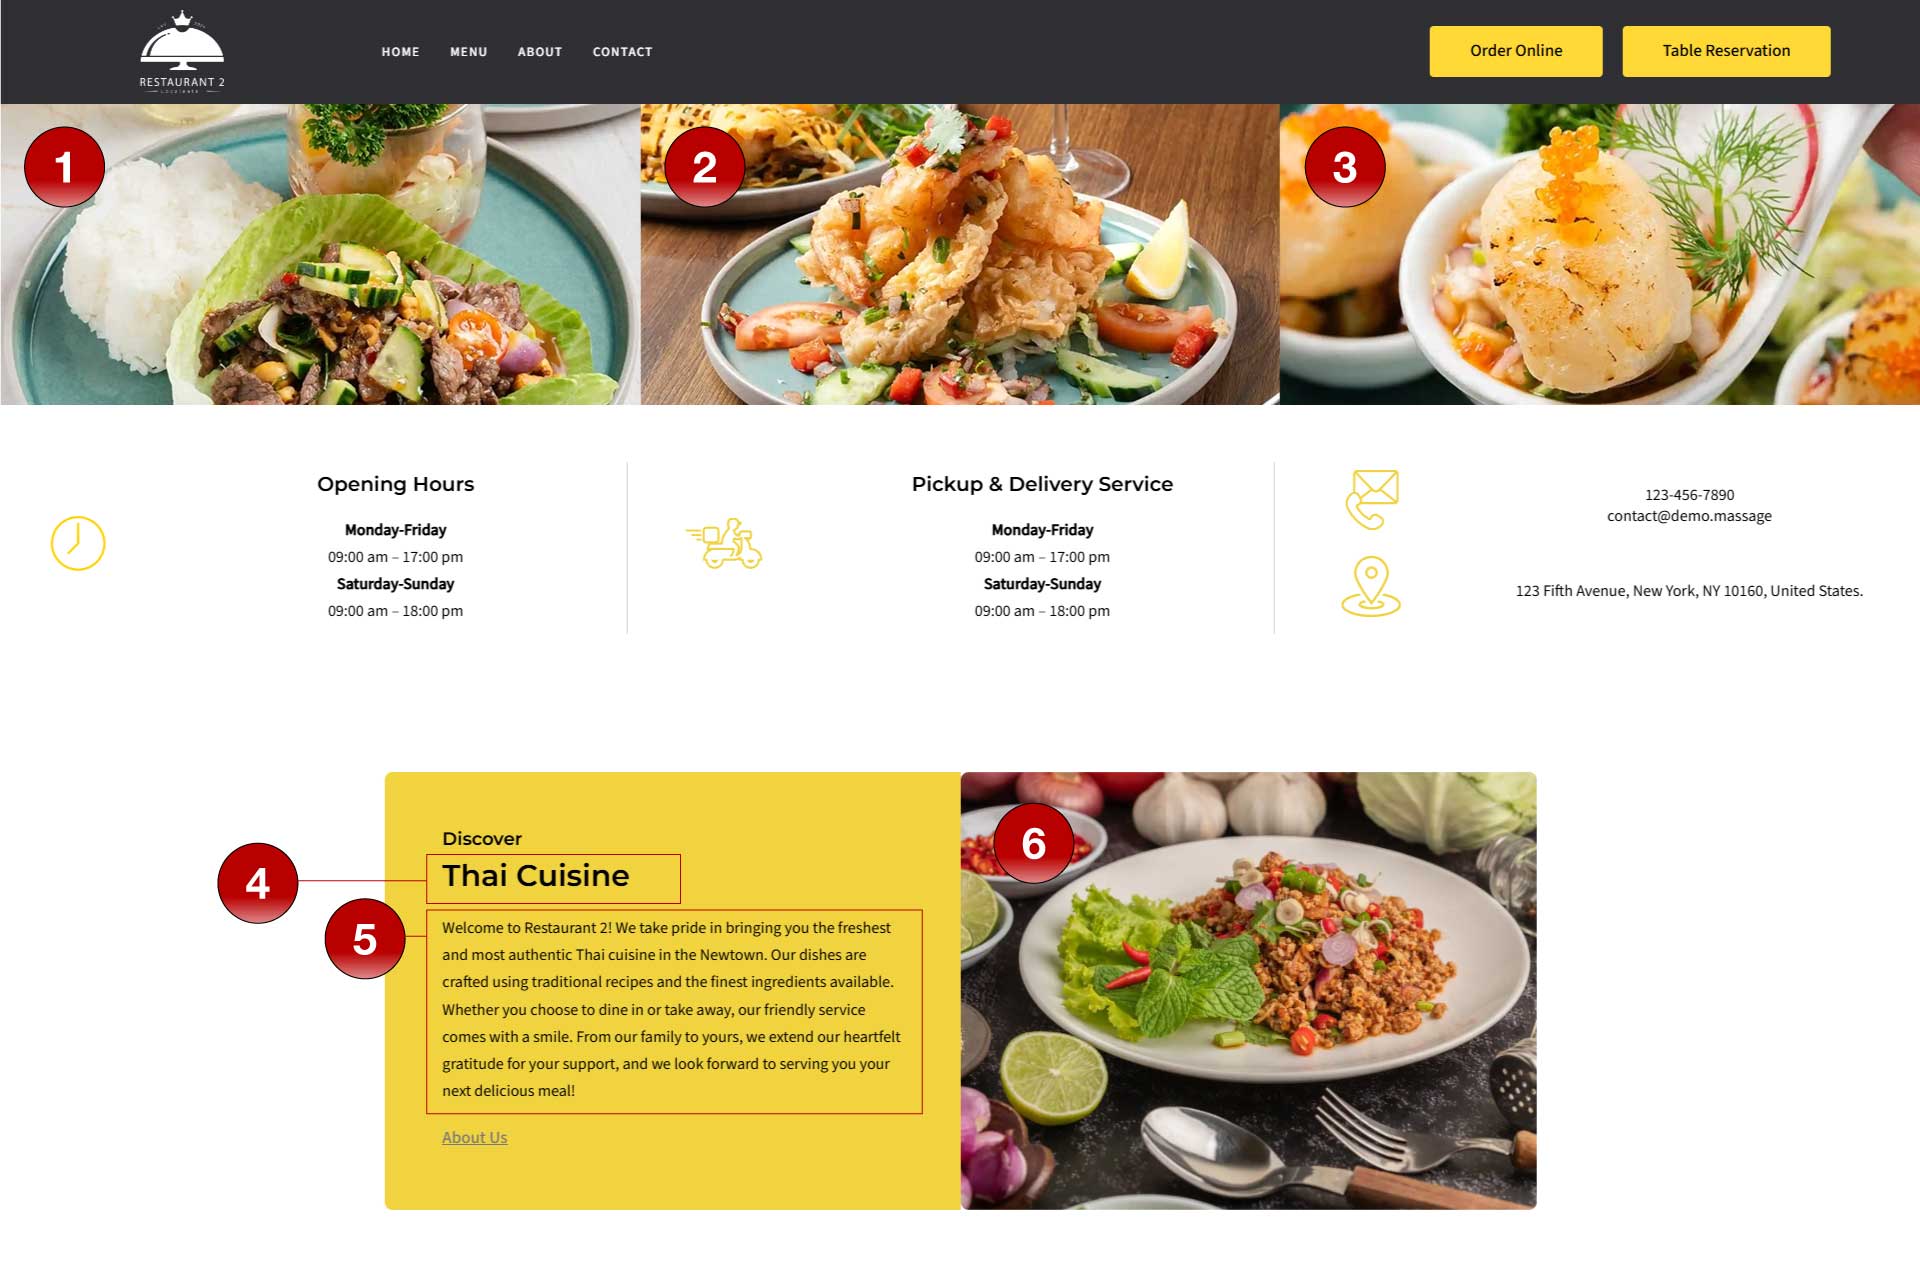 RESTAURANT 2
HOME MENU ABOUT CONTACT
Order Online
Table Reservation
1
2
3
Opening Hours
Monday-Friday
09:00 am – 17:00 pm
Saturday-Sunday
09:00 am – 18:00 pm
Pickup & Delivery Service
Monday-Friday
09:00 am – 17:00 pm
Saturday-Sunday
09:00 am – 18:00 pm
123-456-7890
contact@demo.massage
123 Fifth Avenue, New York, NY 10160, United States.
Discover
4
Thai Cuisine
5
Welcome to Restaurant 2! We take pride in bringing you the freshest
and most authentic Thai cuisine in the Newtown. Our dishes are
crafted using traditional recipes and the finest ingredients available.
Whether you choose to dine in or take away, our friendly service
comes with a smile. From our family to yours, we extend our heartfelt
gratitude for your support, and we look forward to serving you your
next delicious meal!
About Us
6